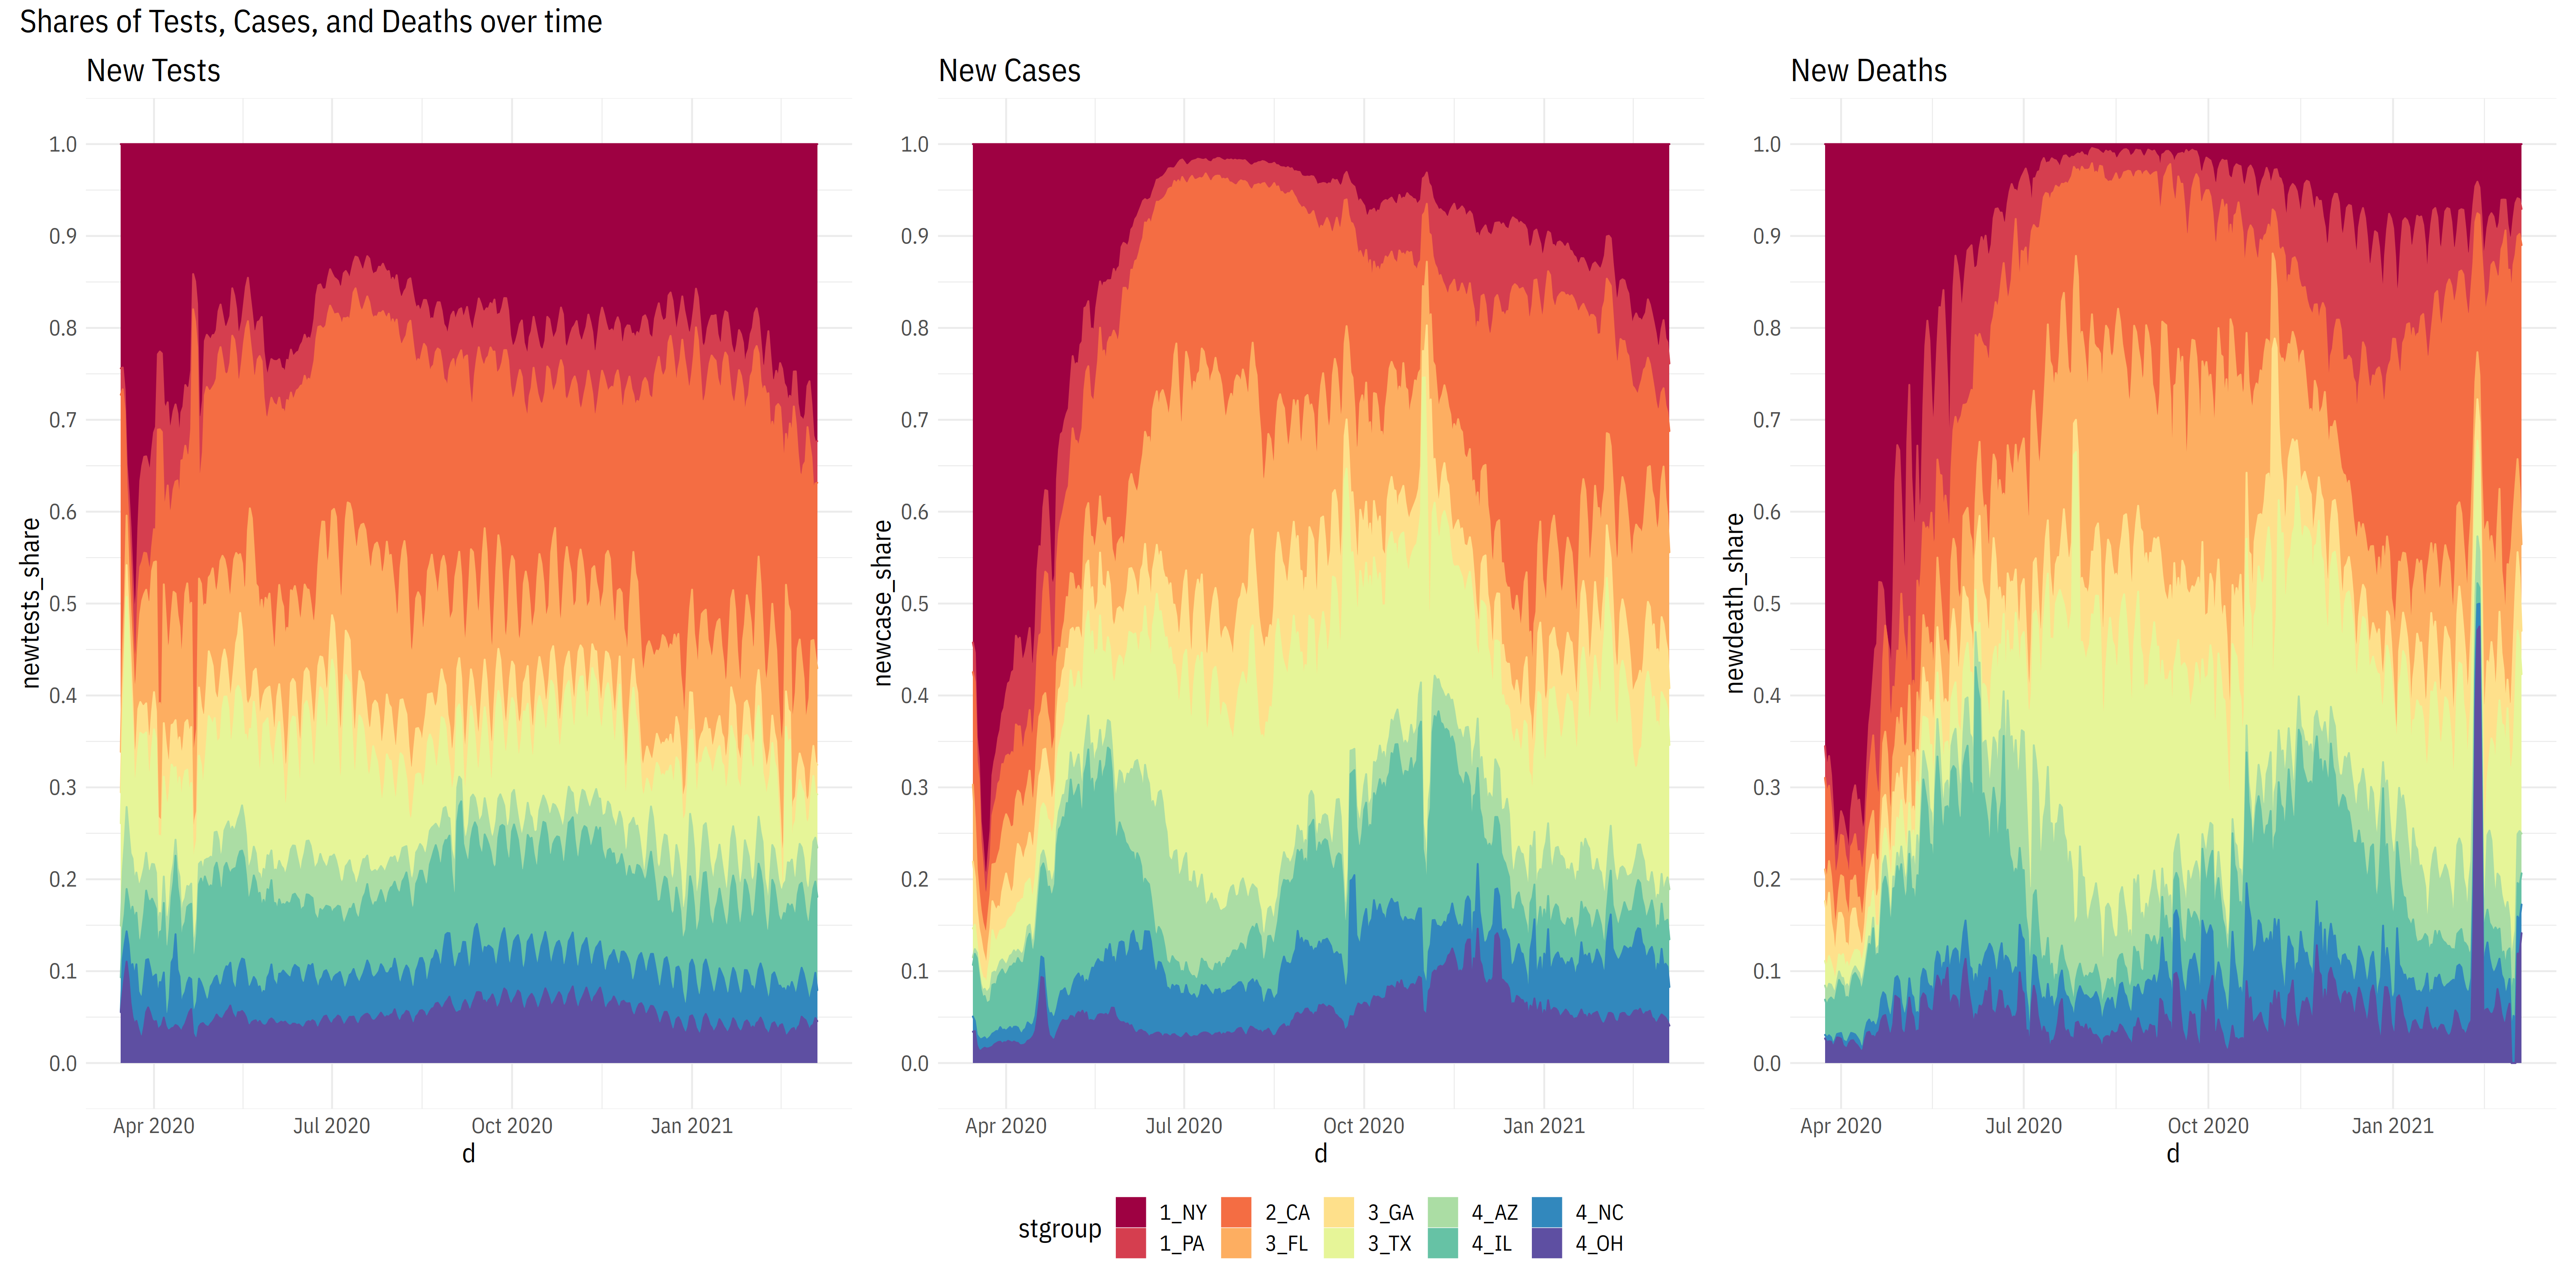 Shares of Tests, Cases, and Deaths over time
New Tests
newtests_share
1.0
0.9
0.8
0.7
0.6
0.5
0.4
0.3
0.2
0.1
0.0
Apr 2020 Jul 2020 Oct 2020 Jan 2021
d
New Cases
newcase_share
1.0
0.9
0.8
0.7
0.6
0.5
0.4
0.3
0.2
0.1
0.0
Apr 2020 Jul 2020 Oct 2020 Jan 2021
d
New Deaths
newdeath_share
1.0
0.9
0.8
0.7
0.6
0.5
0.4
0.3
0.2
0.1
0.0
Apr 2020 Jul 2020 Oct 2020 Jan 2021
d
stgroup
1_NY 2_CA 3_GA 4_AZ 4_NC
1_PA 3_FL 3_TX 4_IL 4_OH